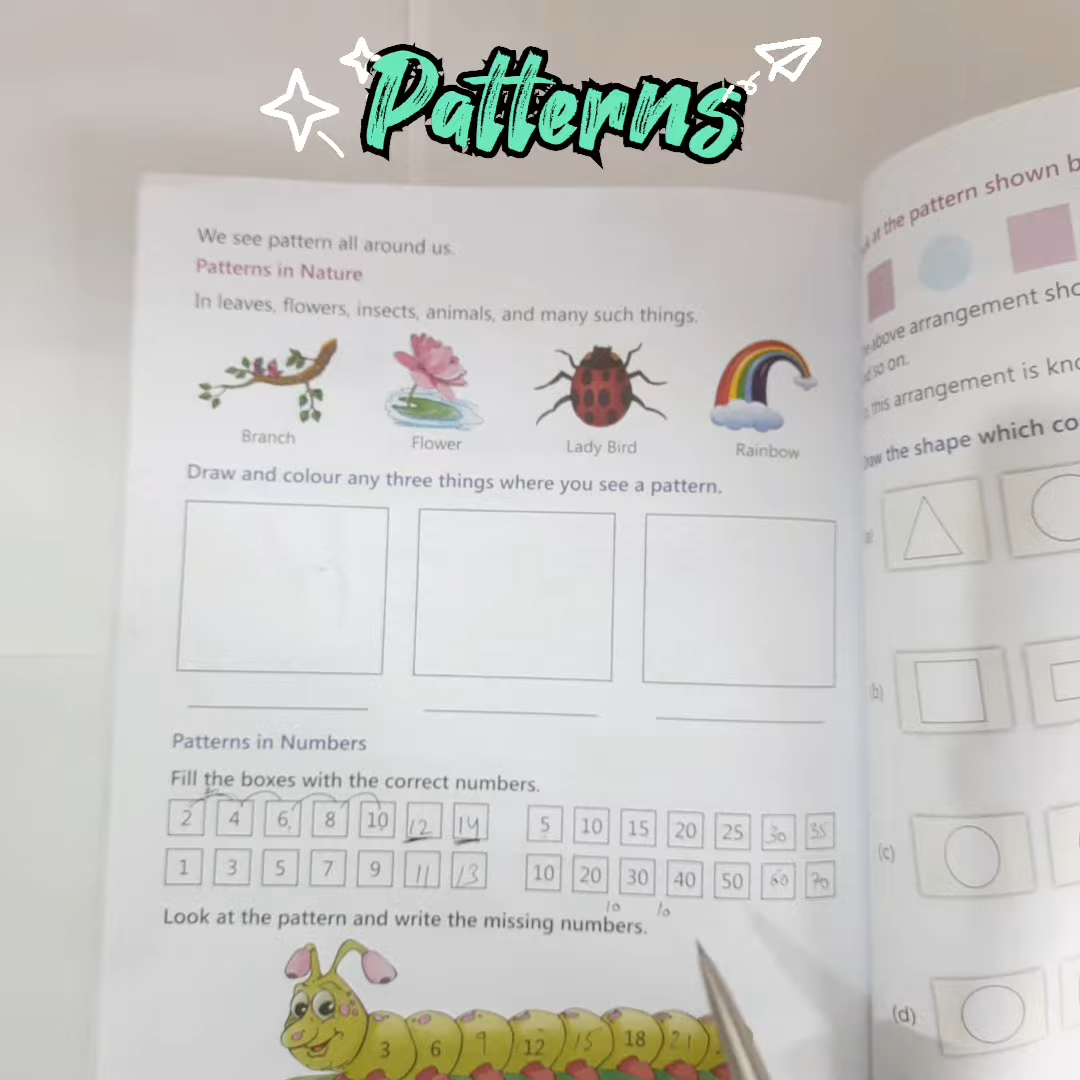 Patterns
We see pattern all around us.
Patterns in Nature
In leaves, flowers, insects, animals, and many such things.
Branch
Flower
Lady Bird
Rainbow
Draw and colour any three things where you see a pattern.
Patterns in Numbers
Fill the boxes with the correct numbers.
2 4 6 8 10 12 14
5 10 15 20 25 30 35
1 3 5 7 9 11 13
10 20 30 40 50 60 70
10 10
Look at the pattern and write the missing numbers.
3 6 9 12 15 18 21
at the pattern shown
above arrangement
so on.
this arrangement is
the shape which
(b)
(c)
(d)